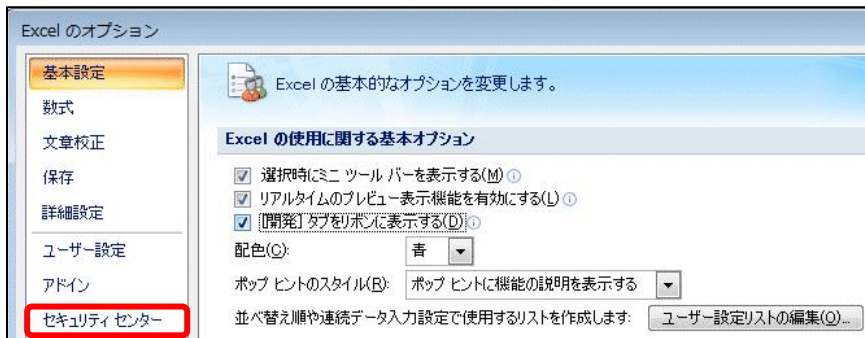 Excel のオプション
基本設定
数式
文章校正
保存
詳細設定
ユーザー設定
アドイン
セキュリティ センター
Excel の基本的なオプションを変更します。
Excel の使用に関する基本オプション
選択時にミニ ツール バーを表示する(M)
リアルタイムのプレビュー表示機能を有効にする(L)
[開発] タブをリボンに表示する(D)
配色(C): 青
ポップ ヒントのスタイル(R): ポップ ヒントに機能の説明を表示する
並べ替え順や連続データ入力設定で使用するリストを作成します: ユーザー設定リストの編集(O)...